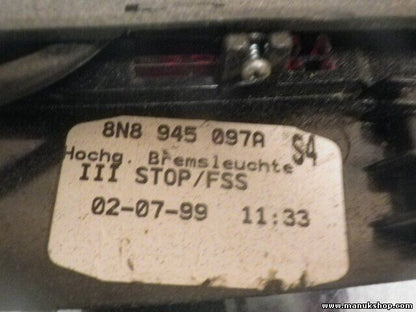 8N8 945 097A
S4
Hochg. Bremsleuchte
III STOP/FSS
02-07-99 11:33
www.manukshop.com